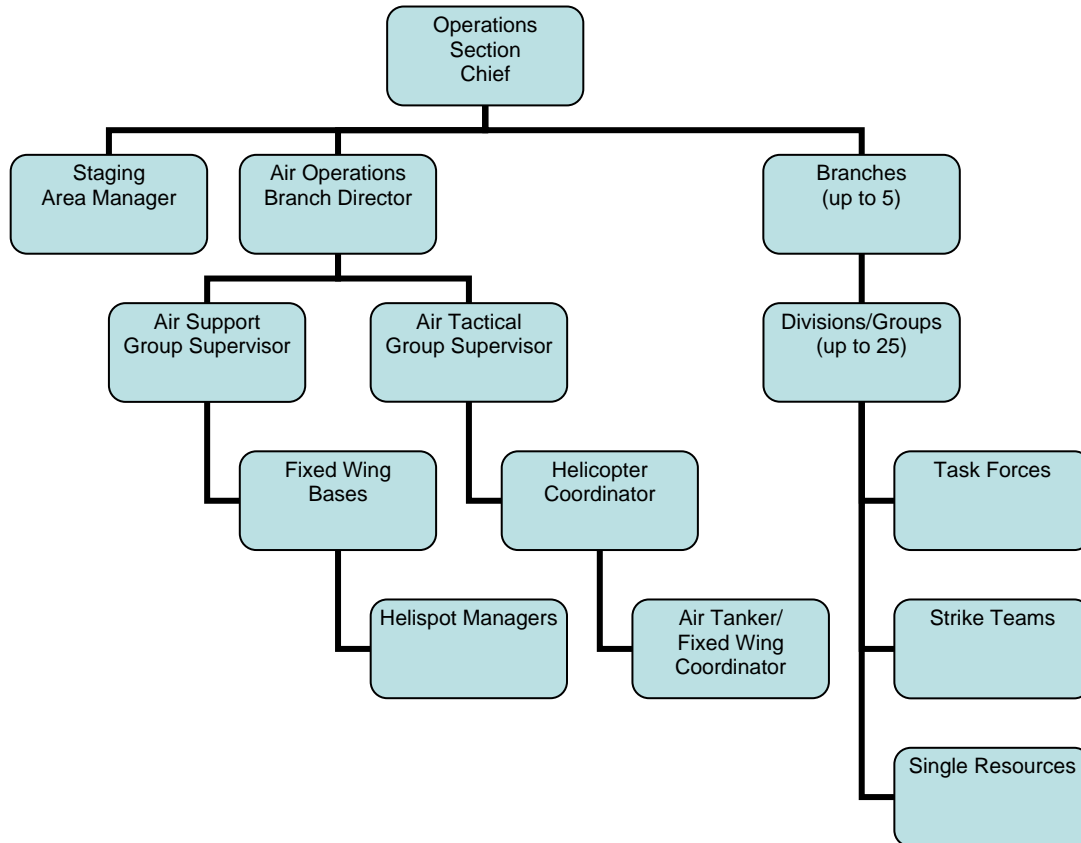 Operations
Section
Chief
Staging
Area Manager
Air Operations
Branch Director
Branches
(up to 5)
Air Support
Group Supervisor
Air Tactical
Group Supervisor
Divisions/Groups
(up to 25)
Fixed Wing
Bases
Helicopter
Coordinator
Task Forces
Helispot Managers
Air Tanker/
Fixed Wing
Coordinator
Strike Teams
Single Resources